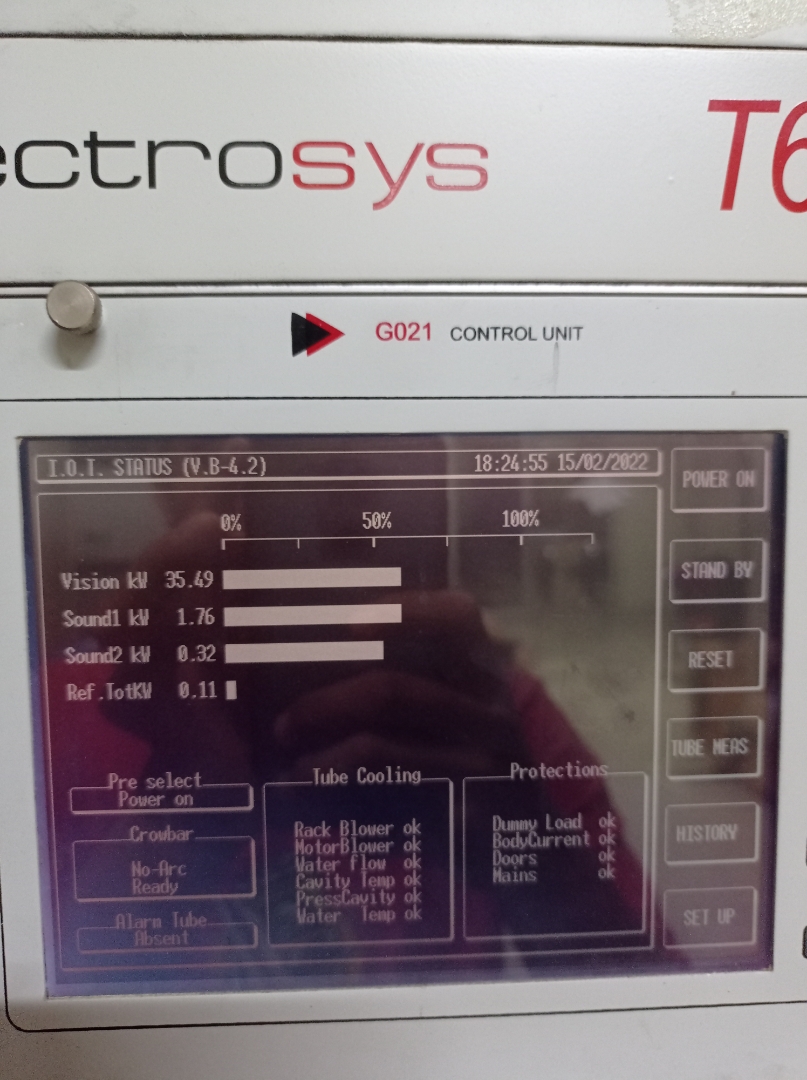 ectrosys
T6
G021 CONTROL UNIT
I.O.T. STATUS (V.B-4.2) 18:24:55 15/02/2022
POWER ON
0% 50% 100%
STAND BY
Vision kW 35.49
Sound1 kW 1.76
Sound2 kW 0.32
RESET
Ref.TotKW 0.11
TUBE MEAS
Pre select
Power on
Crowbar
No-Arc
Ready
Alarm Tube
Absent
Tube Cooling
Rack Blower ok
MotorBlower ok
Water flow ok
Cavity Temp ok
PressCavity ok
Water Temp ok
Protections
Dummy Load ok
BodyCurrent ok
Doors ok
Mains ok
HISTORY
SET UP